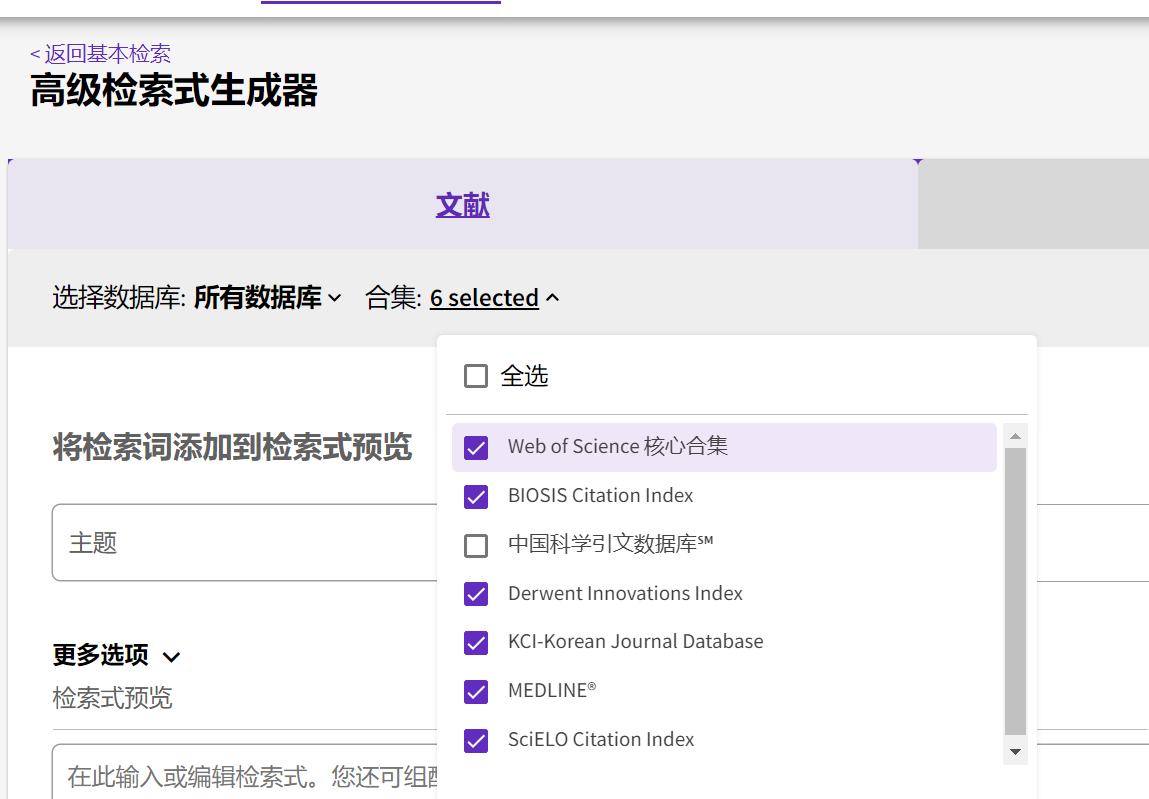 < 返回基本检索
高级检索式生成器
文献
选择数据库: 所有数据库 合集: 6 selected
全选
Web of Science 核心合集
BIOSIS Citation Index
中国科学引文数据库℠
Derwent Innovations Index
KCI-Korean Journal Database
MEDLINE®
SciELO Citation Index
将检索词添加到检索式预览
主题
更多选项
检索式预览
在此输入或编辑检索式。您还可组